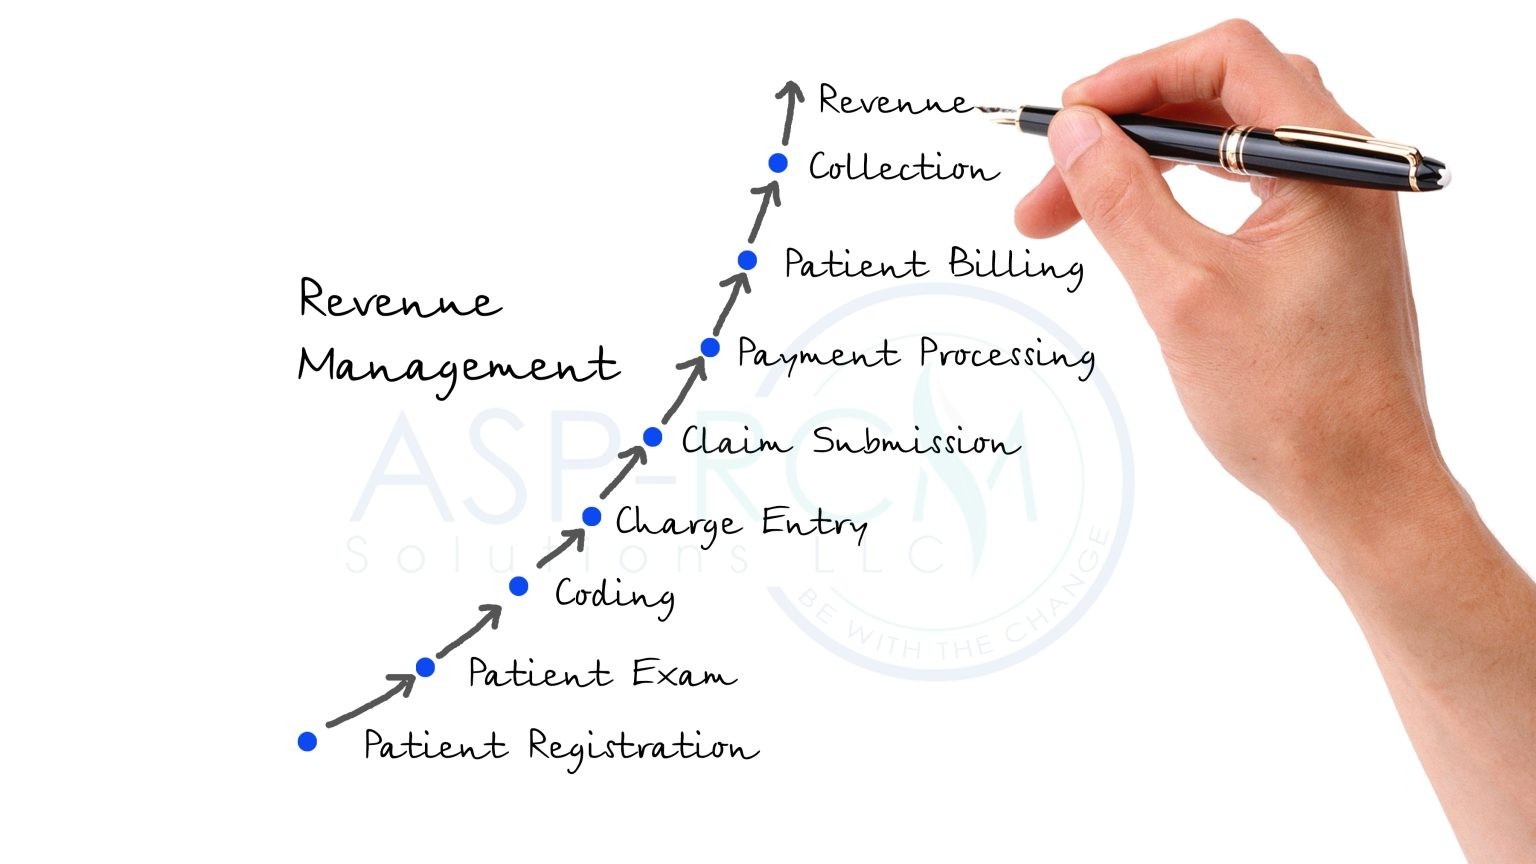 Revenue
Collection
Patient Billing
Revenue
Management
Payment Processing
Claim Submission
ASP-RCM
Charge Entry
Solutions LLC
Coding
BE WITH THE CHANGE
Patient Exam
Patient Registration